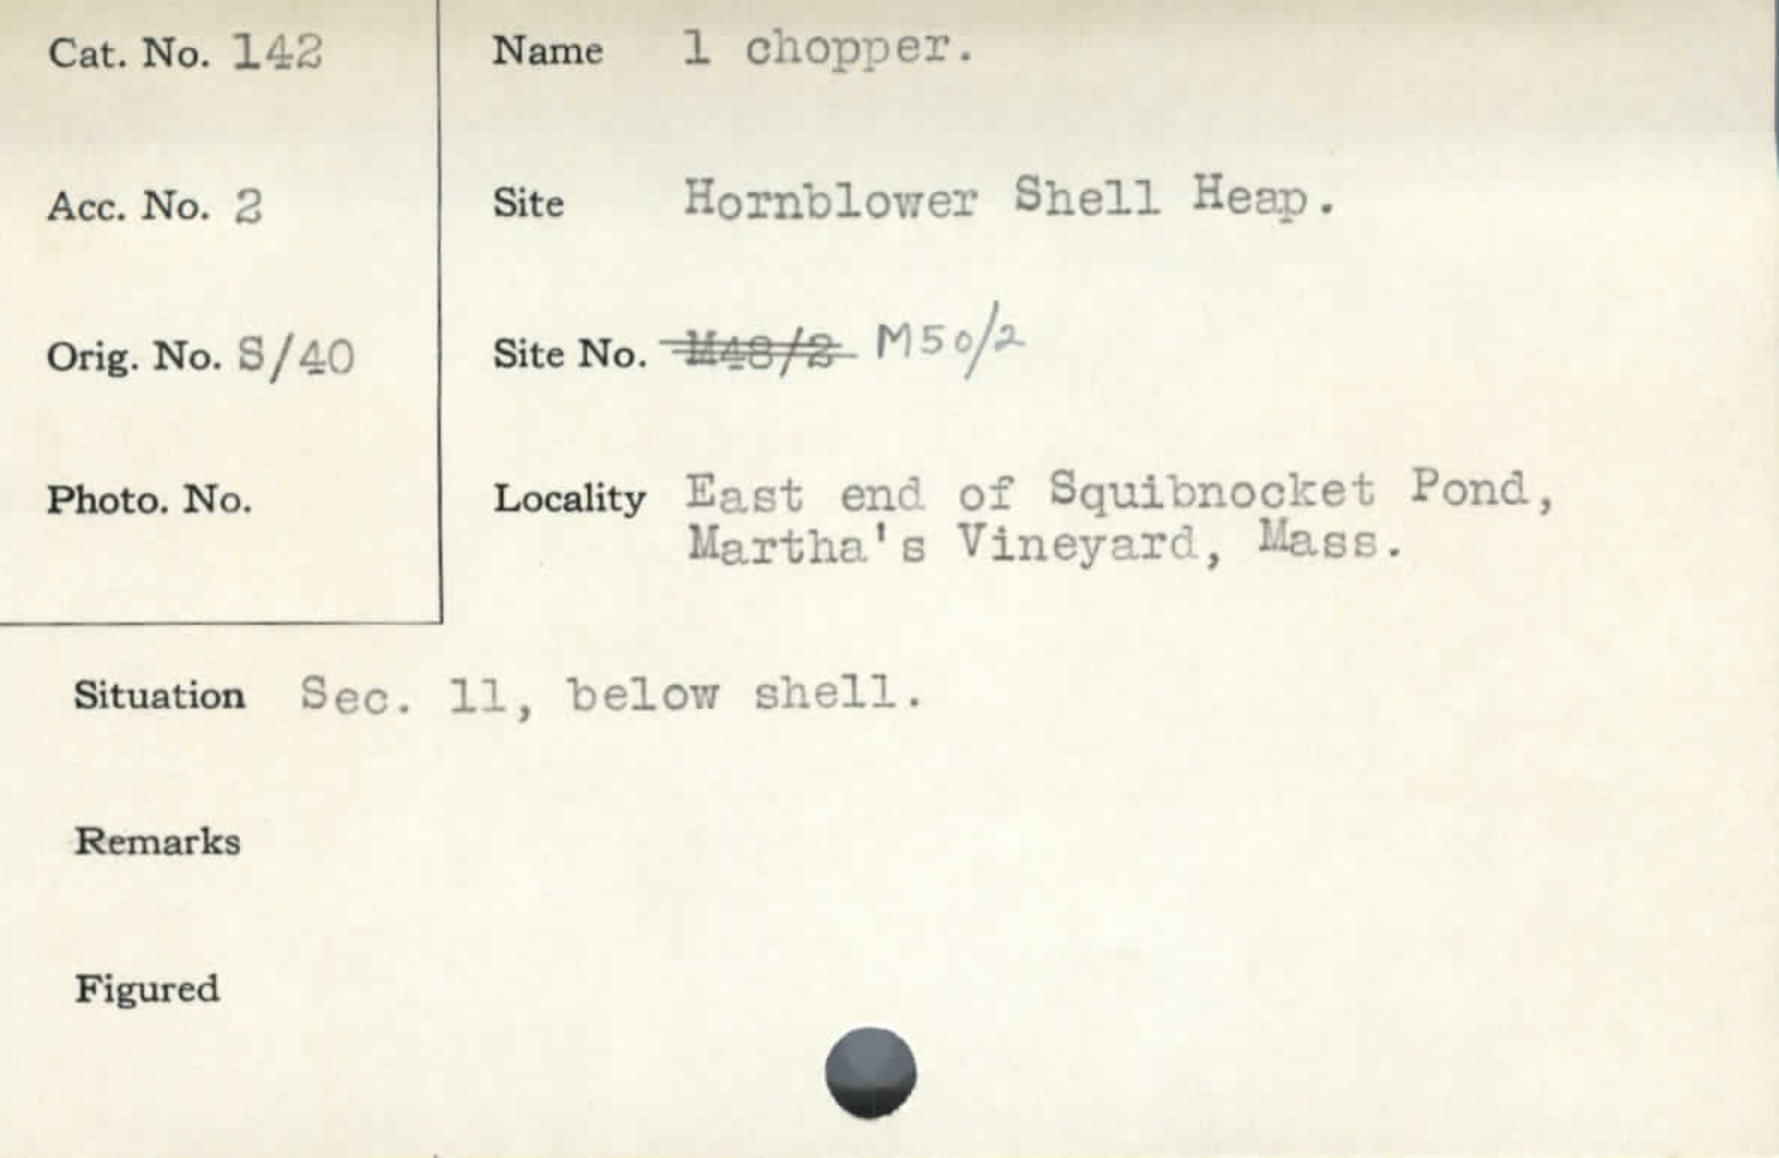 Cat. No. 142
Name 1 chopper.
Acc. No. 2
Site Hornblower Shell Heap.
Orig. No. S/40
Site No. M48/2 M50/2
Photo. No.
Locality East end of Squibnocket Pond,
Martha's Vineyard, Mass.
Situation Sec. 11, below shell.
Remarks
Figured